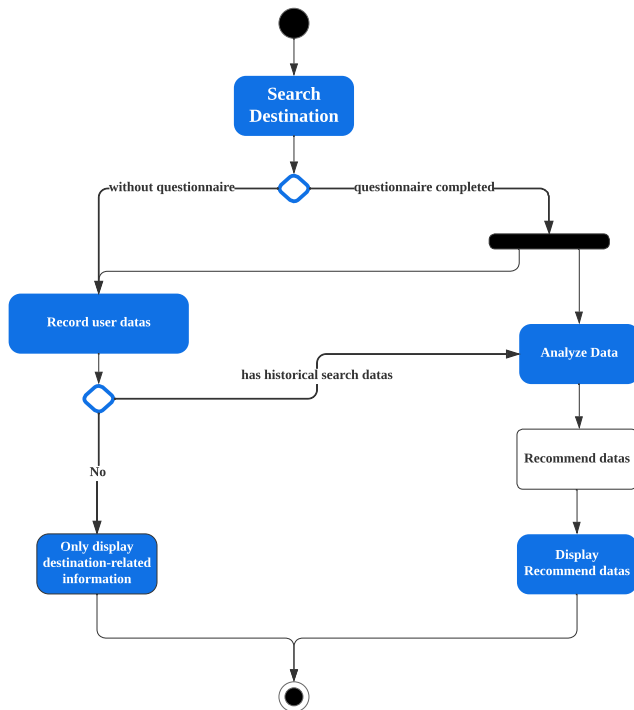 Search
Destination
without questionnaire
questionnaire completed
Record user datas
Analyze Data
has historical search datas
Recommend datas
No
Only display
destination-related
information
Display
Recommend datas